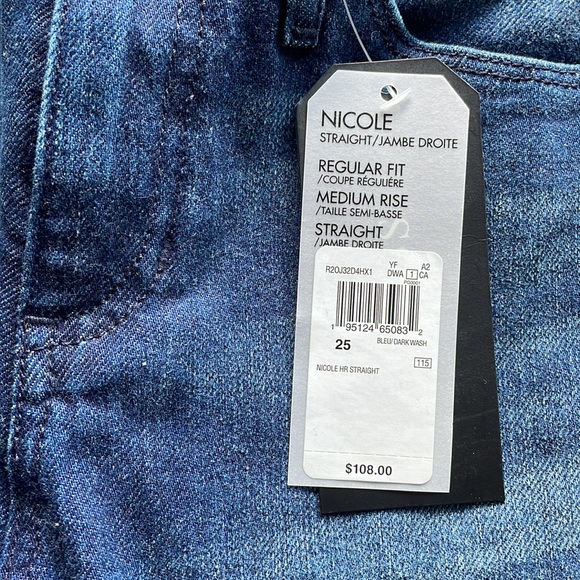 NICOLE
STRAIGHT/JAMBE DROITE
REGULAR FIT
/COUPE RÉGULIÈRE
MEDIUM RISE
/TAILLE SEMI-BASSE
STRAIGHT
/JAMBE DROITE
R20J32D4HX1 YF A2
DWA 1 CA
PG0001
1 95124 65083 2
25 BLEU/DARK WASH
NICOLE HR STRAIGHT 115
$108.00